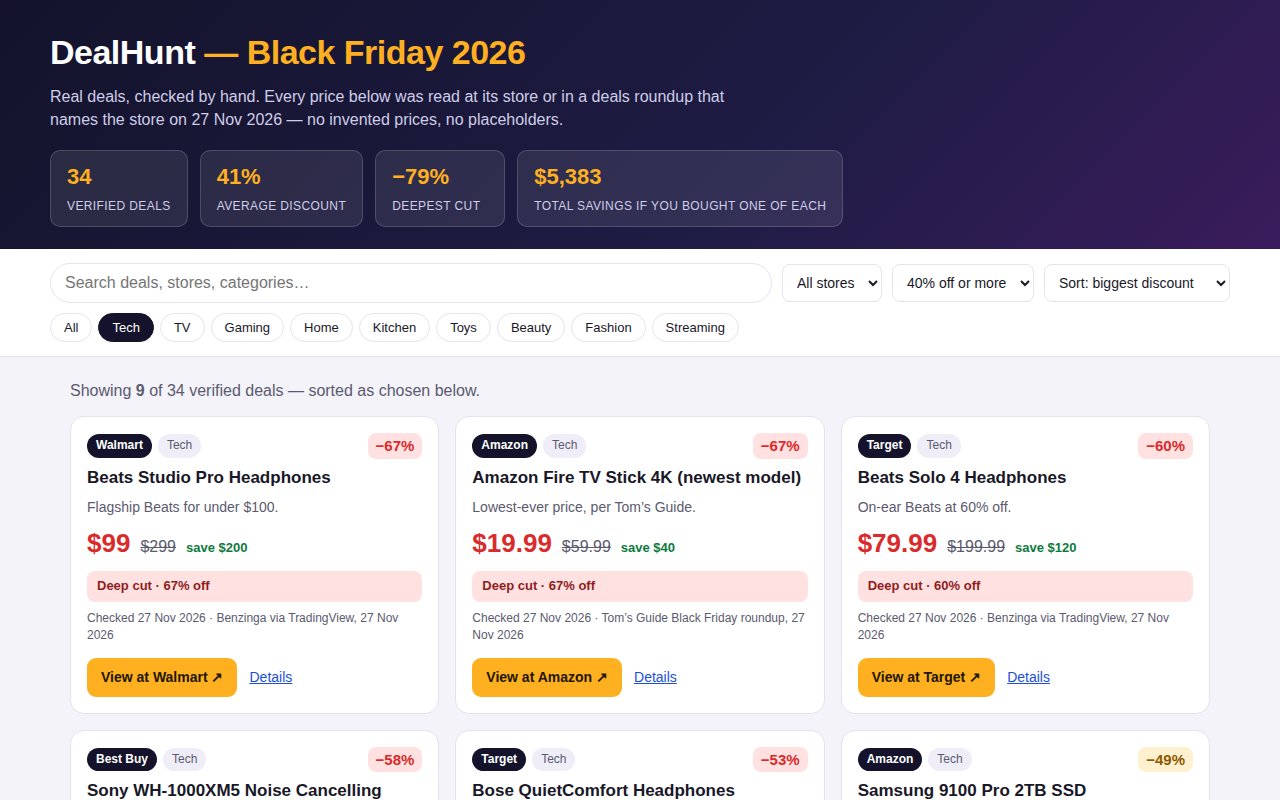 DealHunt — Black Friday 2026
Real deals, checked by hand. Every price below was read at its store or in a deals roundup that
names the store on 27 Nov 2026 — no invented prices, no placeholders.
34
VERIFIED DEALS
41%
AVERAGE DISCOUNT
−79%
DEEPEST CUT
$5,383
TOTAL SAVINGS IF YOU BOUGHT ONE OF EACH
Search deals, stores, categories…
All stores
40% off or more
Sort: biggest discount
All
Tech
TV
Gaming
Home
Kitchen
Toys
Beauty
Fashion
Streaming
Showing 9 of 34 verified deals — sorted as chosen below.
Walmart Tech −67%
Beats Studio Pro Headphones
Flagship Beats for under $100.
$99 $299 save $200
Deep cut · 67% off
Checked 27 Nov 2026 · Benzinga via TradingView, 27 Nov
2026
View at Walmart ↗ Details
Amazon Tech −67%
Amazon Fire TV Stick 4K (newest model)
Lowest-ever price, per Tom’s Guide.
$19.99 $59.99 save $40
Deep cut · 67% off
Checked 27 Nov 2026 · Tom’s Guide Black Friday roundup, 27
Nov 2026
View at Amazon ↗ Details
Target Tech −60%
Beats Solo 4 Headphones
On-ear Beats at 60% off.
$79.99 $199.99 save $120
Deep cut · 60% off
Checked 27 Nov 2026 · Benzinga via TradingView, 27 Nov
2026
View at Target ↗ Details
Best Buy Tech −58%
Sony WH-1000XM5 Noise Cancelling
Target Tech −53%
Bose QuietComfort Headphones
Amazon Tech −49%
Samsung 9100 Pro 2TB SSD